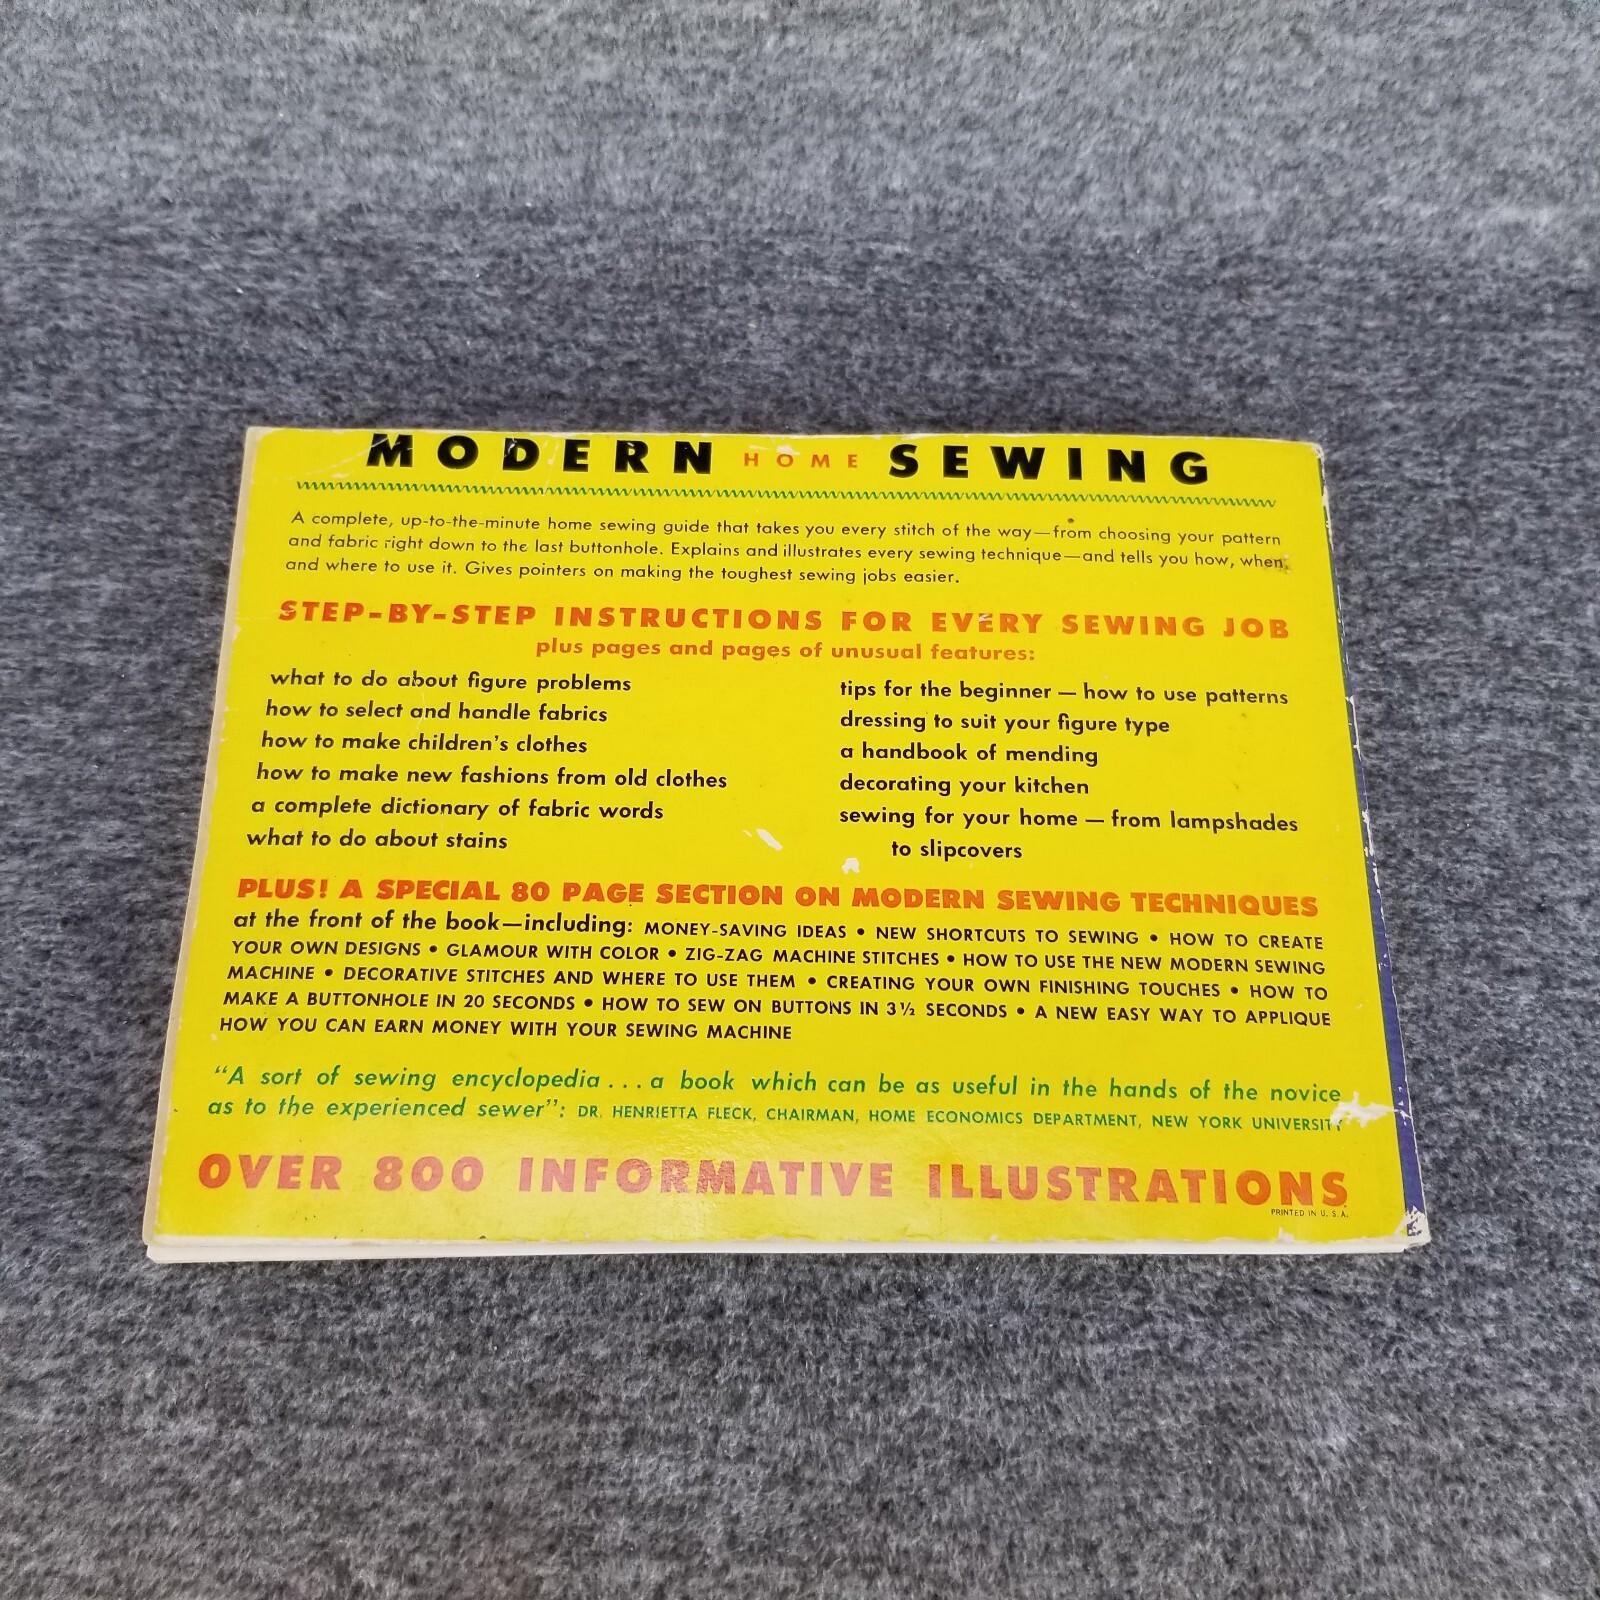 MODERN HOME SEWING
A complete, up-to-the-minute home sewing guide that takes you every stitch of the way—from choosing your pattern
and fabric right down to the last buttonhole. Explains and illustrates every sewing technique—and tells you how, when,
and where to use it. Gives pointers on making the toughest sewing jobs easier.
STEP-BY-STEP INSTRUCTIONS FOR EVERY SEWING JOB
plus pages and pages of unusual features:
what to do about figure problems
how to select and handle fabrics
how to make children's clothes
how to make new fashions from old clothes
a complete dictionary of fabric words
what to do about stains
tips for the beginner — how to use patterns
dressing to suit your figure type
a handbook of mending
decorating your kitchen
sewing for your home — from lampshades
to slipcovers
PLUS! A SPECIAL 80 PAGE SECTION ON MODERN SEWING TECHNIQUES
at the front of the book—including: MONEY-SAVING IDEAS • NEW SHORTCUTS TO SEWING • HOW TO CREATE
YOUR OWN DESIGNS • GLAMOUR WITH COLOR • ZIG-ZAG MACHINE STITCHES • HOW TO USE THE NEW MODERN SEWING
MACHINE • DECORATIVE STITCHES AND WHERE TO USE THEM • CREATING YOUR OWN FINISHING TOUCHES • HOW TO
MAKE A BUTTONHOLE IN 20 SECONDS • HOW TO SEW ON BUTTONS IN 3½ SECONDS • A NEW EASY WAY TO APPLIQUE
HOW YOU CAN EARN MONEY WITH YOUR SEWING MACHINE
"A sort of sewing encyclopedia . . . a book which can be as useful in the hands of the novice
as to the experienced sewer": DR. HENRIETTA FLECK, CHAIRMAN, HOME ECONOMICS DEPARTMENT, NEW YORK UNIVERSITY
OVER 800 INFORMATIVE ILLUSTRATIONS
PRINTED IN U. S. A.